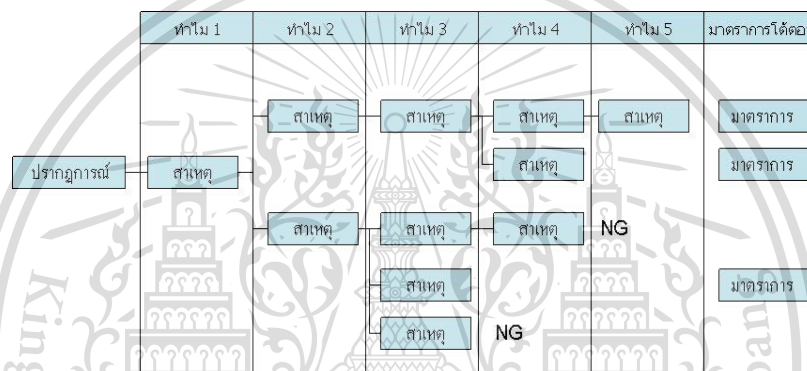 ทำไม 1 ทำไม 2 ทำไม 3 ทำไม 4 ทำไม 5 มาตราการโต้ตอ
สาเหตุ สาเหตุ สาเหตุ สาเหตุ มาตราการ
ปรากฏการณ์ สาเหตุ สาเหตุ มาตราการ
สาเหตุ สาเหตุ สาเหตุ NG
สาเหตุ มาตราการ
สาเหตุ NG
King
bang